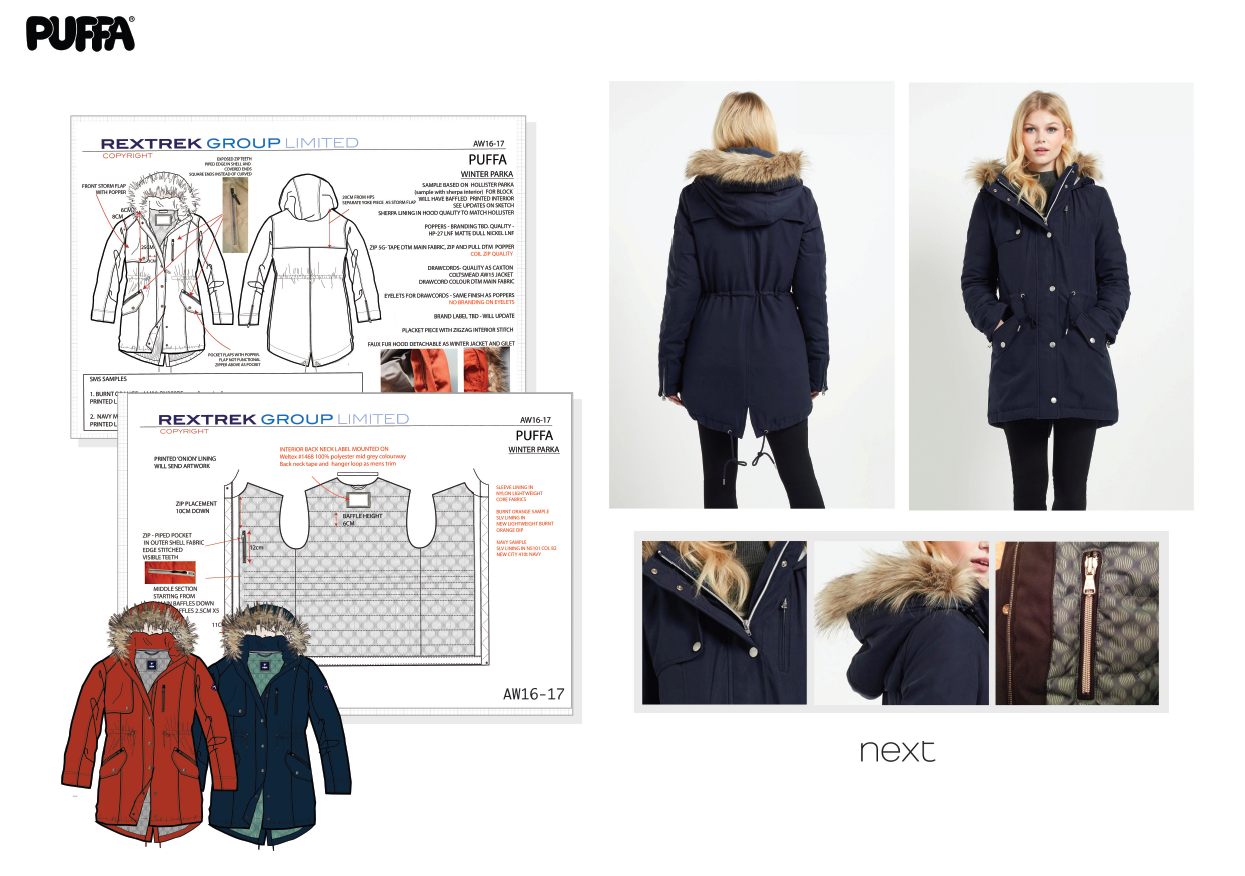 PUFFA®
REXTREK GROUP LIMITED
COPYRIGHT
AW16-17
PUFFA
WINTER PARKA
EXPOSED ZIP TEETH
PIPED EDGE IN SHELL AND
COVERED ENDS
SQUARE ENDS INSTEAD OF CURVED
FRONT STORM FLAP
WITH POPPER
6CM
8CM
20CM FROM HPS
SEPARATE YOKE PIECE AS STORM FLAP
SAMPLE BASED ON HOLLISTER PARKA
(sample with sherpa interior) FOR BLOCK
WILL HAVE BAFFLED PRINTED INTERIOR
SEE UPDATES ON SKETCH
SHERPA LINING IN HOOD QUALITY TO MATCH HOLLISTER
POPPERS - BRANDING TBD. QUALITY -
HP-27 LNF MATTE DULL NICKEL LNF
ZIP 5G- TAPE DTM MAIN FABRIC, ZIP AND PULL DTM POPPER
COIL ZIP QUALITY
DRAWCORDS- QUALITY AS CAXTON
COLTSMEAD AW15 JACKET
DRAWCORD COLOUR DTM MAIN FABRIC
EYELETS FOR DRAWCORDS - SAME FINISH AS POPPERS
NO BRANDING ON EYELETS
BRAND LABEL TBD - WILL UPDATE
PLACKET PIECE WITH ZIGZAG INTERIOR STITCH
FAUX FUR HOOD DETACHABLE AS WINTER JACKET AND GILET
POCKET FLAPS WITH POPPER.
FLAP NOT FUNCTIONAL
ZIPPER ABOVE AS POCKET
SMS SAMPLES
1. BURNT
PRINTED L
2. NAVY M
PRINTED L
REXTREK GROUP LIMITED
COPYRIGHT
AW16-17
PUFFA
WINTER PARKA
PRINTED 'ONION' LINING
WILL SEND ARTWORK
INTERIOR BACK NECK LABEL MOUNTED ON
Weltex #1468 100% polyester mid grey colourway
Back neck tape and hanger loop as mens trim
ZIP PLACEMENT
10CM DOWN
BAFFLE HEIGHT
6CM
ZIP - PIPED POCKET
IN OUTER SHELL FABRIC
EDGE STITCHED
VISIBLE TEETH
12cm
MIDDLE SECTION
STARTING FROM
BAFFLES DOWN
FFLES 2.5CM X5
11C
SLEEVE LINING IN
NYLON LIGHTWEIGHT
CORE FABRICS
BURNT ORANGE SAMPLE
SLV LINING IN
NEW LIGHTWEIGHT BURNT
ORANGE DIP
NAVY SAMPLE
SLV LINING IN NS101 COL 92
NEW CITY 4108 NAVY
AW16-17
next